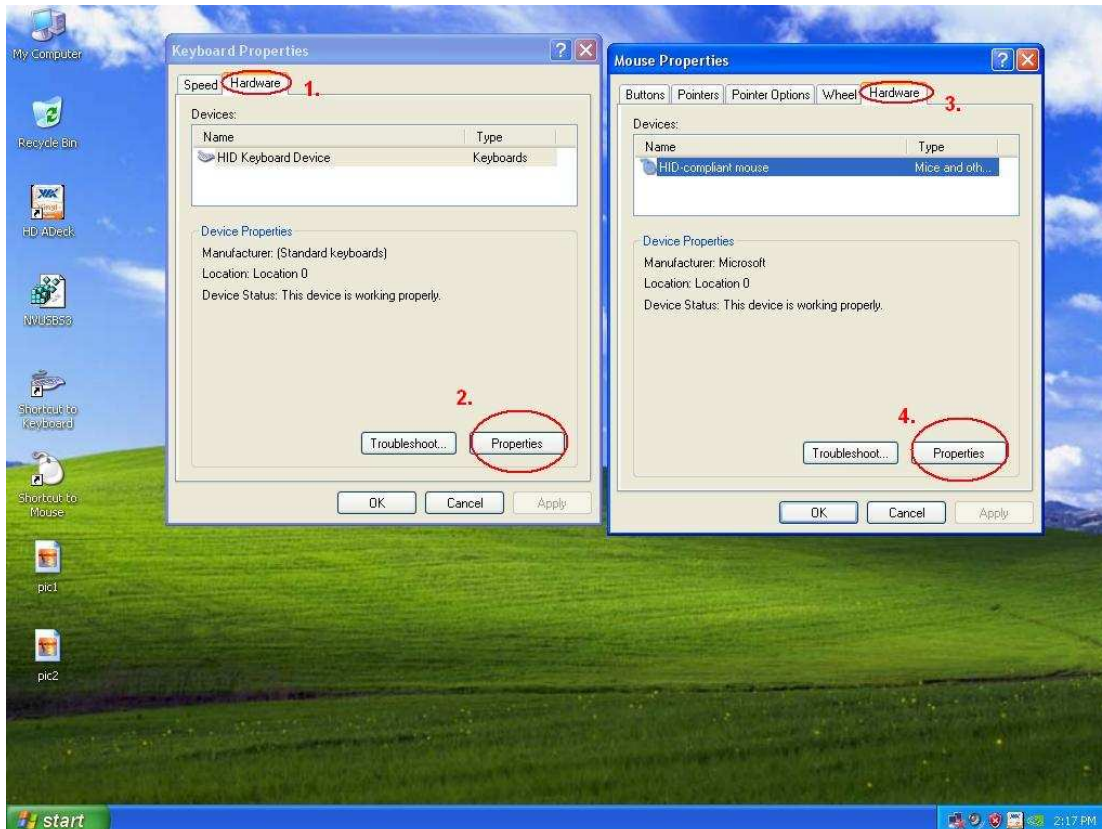 My Computer
Recycle Bin
VIA
HD ADeck
NVUSBS3
Shortcut to
Keyboard
Shortcut to
Mouse
pic1
pic2
Keyboard Properties
Speed
Hardware
1.
Devices:
Name
Type
HID Keyboard Device
Keyboards
Device Properties
Manufacturer: (Standard keyboards)
Location: Location 0
Device Status: This device is working properly.
2.
Troubleshoot...
Properties
OK
Cancel
Apply
Mouse Properties
Buttons
Pointers
Pointer Options
Wheel
Hardware
3.
Devices:
Name
Type
HID-compliant mouse
Mice and oth...
Device Properties
Manufacturer: Microsoft
Location: Location 0
Device Status: This device is working properly.
4.
Troubleshoot...
Properties
OK
Cancel
Apply
start
2:17 PM